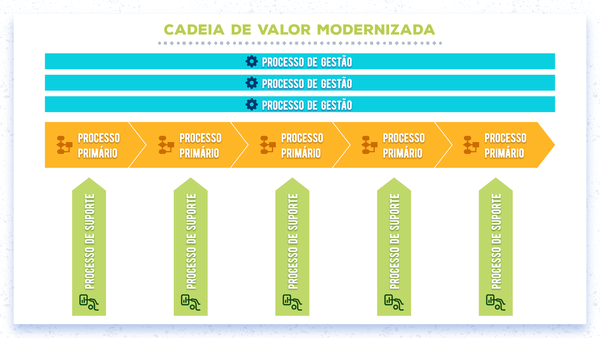 CADEIA DE VALOR MODERNIZADA
PROCESSO DE GESTÃO
PROCESSO DE GESTÃO
PROCESSO DE GESTÃO
PROCESSO
PRIMÁRIO
PROCESSO
PRIMÁRIO
PROCESSO
PRIMÁRIO
PROCESSO
PRIMÁRIO
PROCESSO
PRIMÁRIO
PROCESSO DE SUPORTE
PROCESSO DE SUPORTE
PROCESSO DE SUPORTE
PROCESSO DE SUPORTE
PROCESSO DE SUPORTE